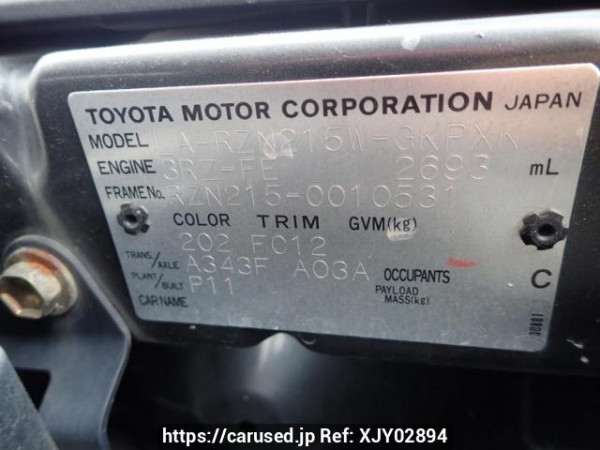 TOYOTA MOTOR CORPORATION JAPAN
MODEL A-RZN215W-GKPXK
ENGINE 3RZ-FE 2693 mL
FRAME No. RZN215-0010531
COLOR TRIM GVM(kg)
202 FC12
TRANS./AXLE A343F A03A OCCUPANTS C
PLANT/BUILT P11 PAYLOAD MASS(kg)
CAR NAME
https://carused.jp Ref: XJY02894